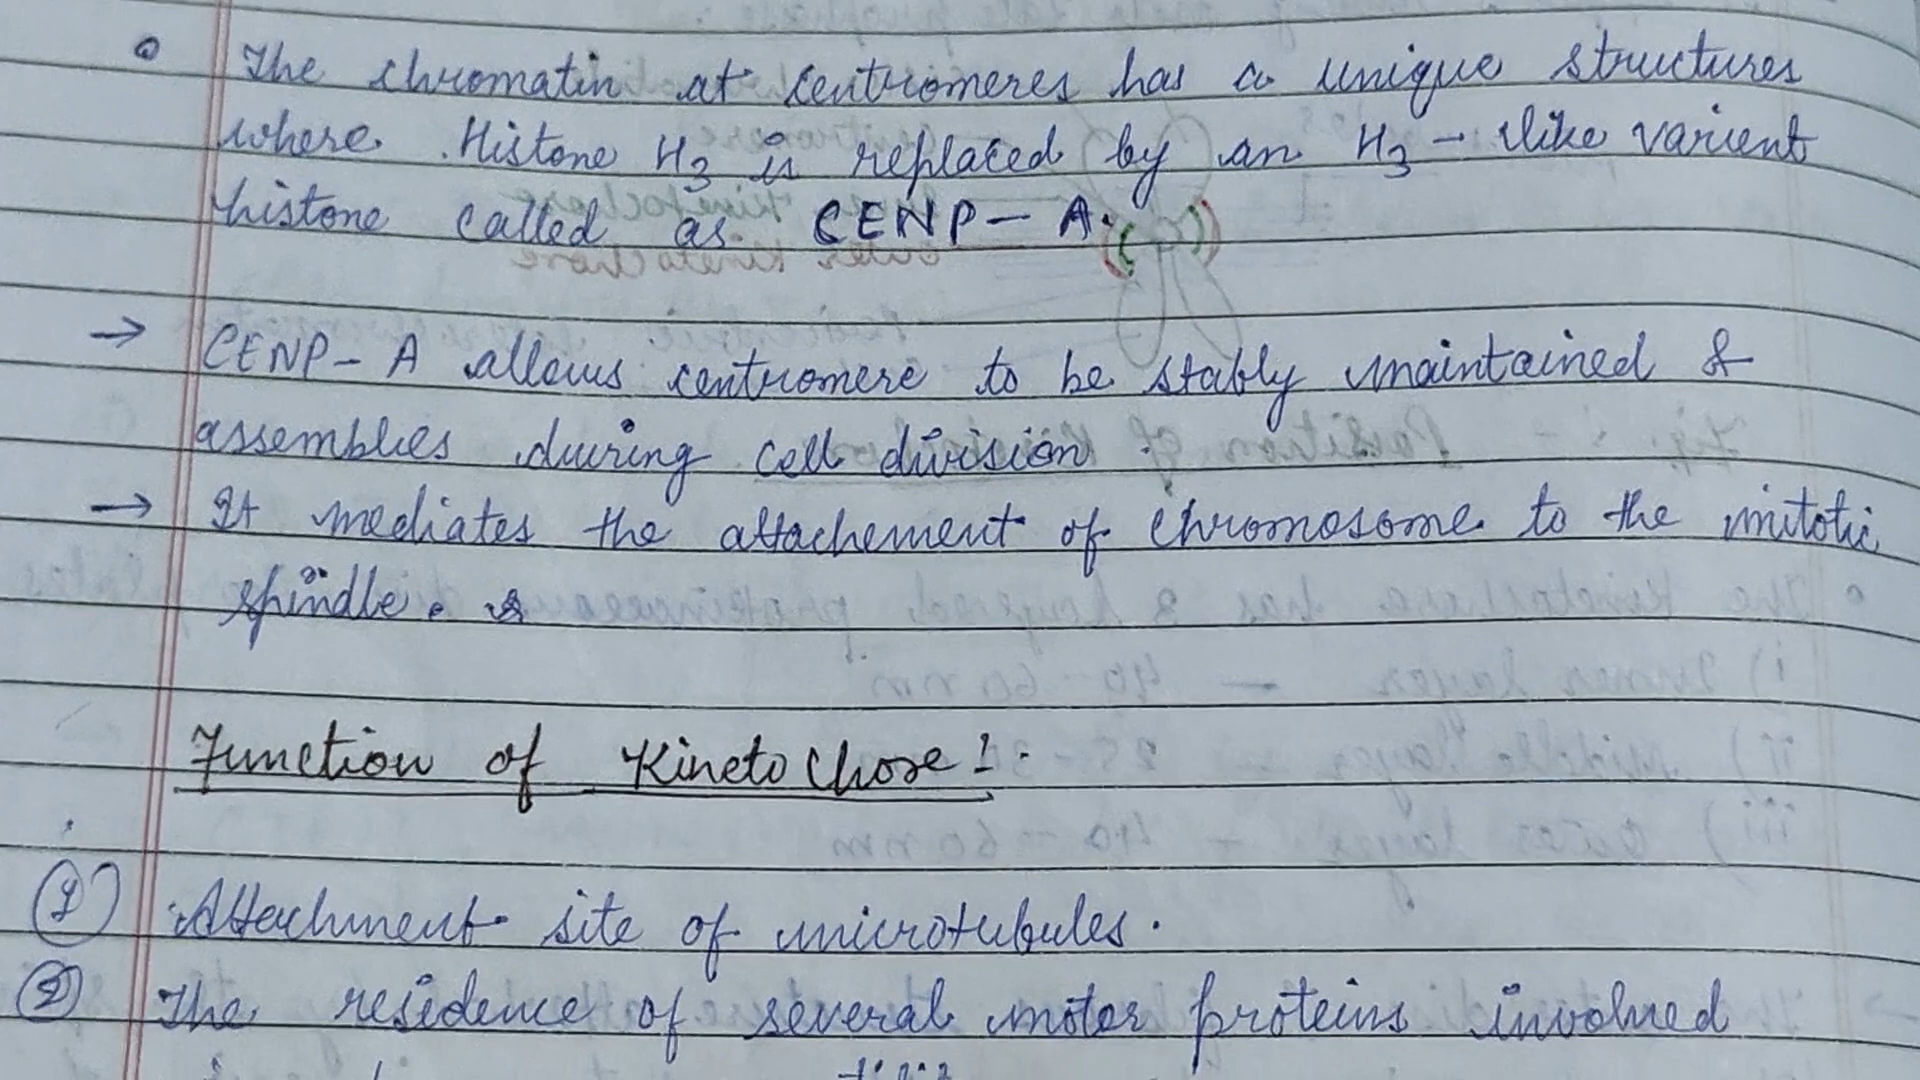 The chromatin at centromeres has a unique structures
where Histone H3 is replaced by an H3 - like varient
histone called as CENP - A.
→ CENP - A allows centromere to be stably maintained &
assemblies during cell division.
→ It mediates the attachement of chromosome to the mitotic
spindle.
Function of Kinetochore :-
(1) Attachment site of microtubules.
(2) The residence of several motor proteins involved